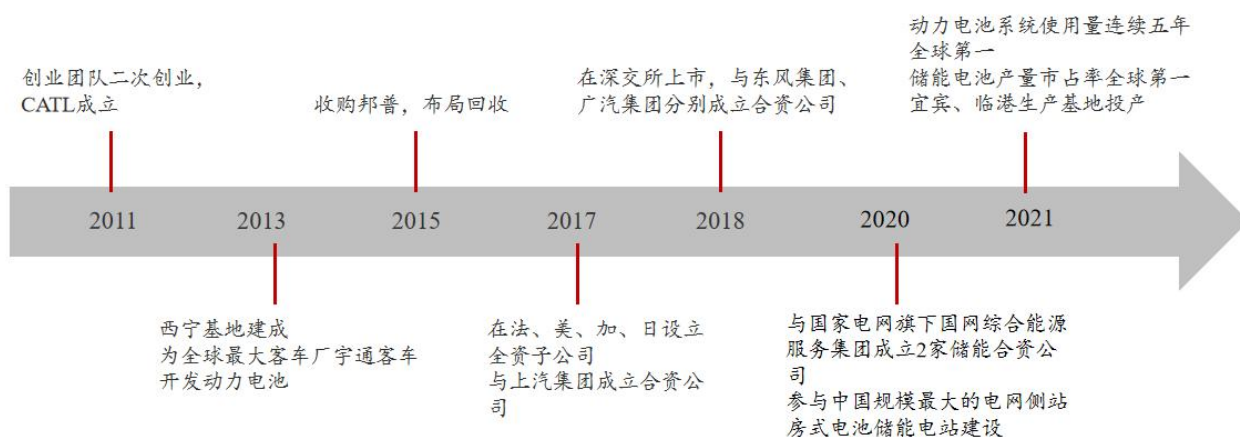 创业团队二次创业，
CATL成立
收购邦普，布局回收
在深交所上市，与东风集团、
广汽集团分别成立合资公司
动力电池系统使用量连续五年
全球第一
储能电池产量市占率全球第一
宜宾、临港生产基地投产
2011
2013
2015
2017
2018
2020
2021
西宁基地建成
为全球最大客车厂宇通客车
开发动力电池
在法、美、加、日设立
全资子公司
与上汽集团成立合资公
司
与国家电网旗下国网综合能源
服务集团成立2家储能合资公
司
参与中国规模最大的电网侧站
房式电池储能电站建设